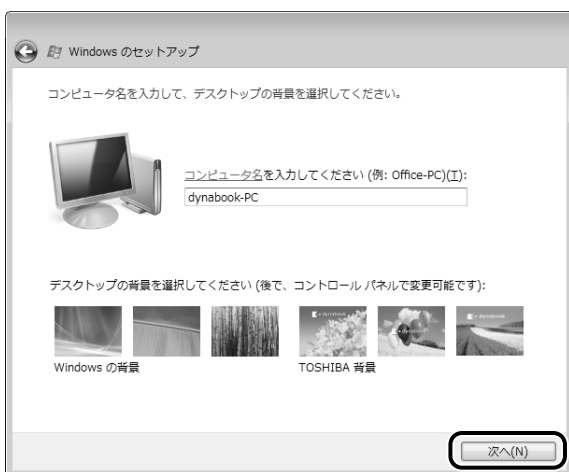 Windows のセットアップ
コンピュータ名を入力して、デスクトップの背景を選択してください。
コンピュータ名を入力してください (例: Office-PC)(T):
dynabook-PC
デスクトップの背景を選択してください (後で、コントロール パネルで変更可能です):
dynabook
dynabook
dynabook
Windows の背景
TOSHIBA 背景
次へ(N)